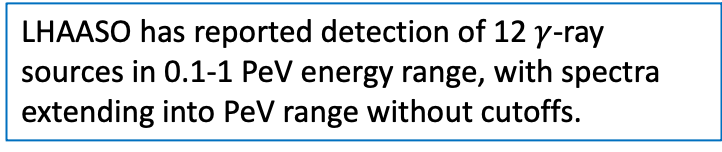 LHAASO has reported detection of 12 γ-ray
sources in 0.1-1 PeV energy range, with spectra
extending into PeV range without cutoffs.